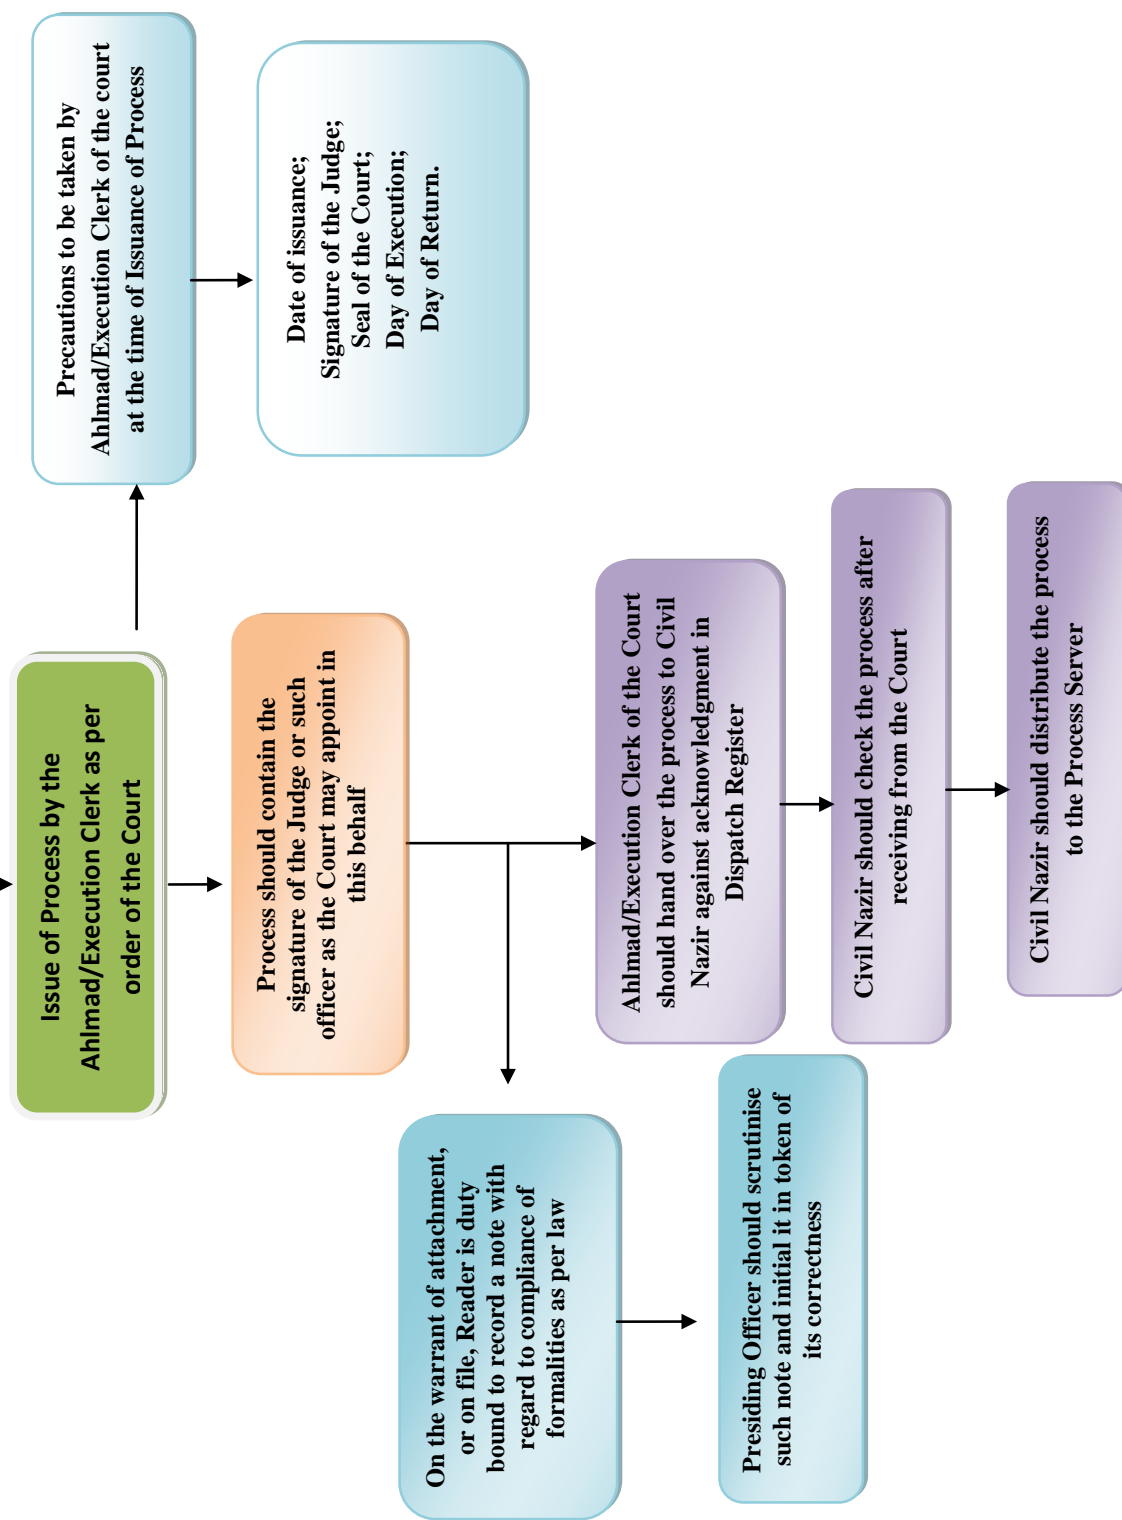 Issue of Process by the
Ahlmad/Execution Clerk as per
order of the Court
Precautions to be taken by
Ahlmad/Execution Clerk of the court
at the time of Issuance of Process
Date of issuance;
Signature of the Judge;
Seal of the Court;
Day of Execution;
Day of Return.
Process should contain the
signature of the Judge or such
officer as the Court may appoint in
this behalf
On the warrant of attachment,
or on file, Reader is duty
bound to record a note with
regard to compliance of
formalities as per law
Presiding Officer should scrutinise
such note and initial it in token of
its correctness
Ahlmad/Execution Clerk of the Court
should hand over the process to Civil
Nazir against acknowledgment in
Dispatch Register
Civil Nazir should check the process after
receiving from the Court
Civil Nazir should distribute the process
to the Process Server